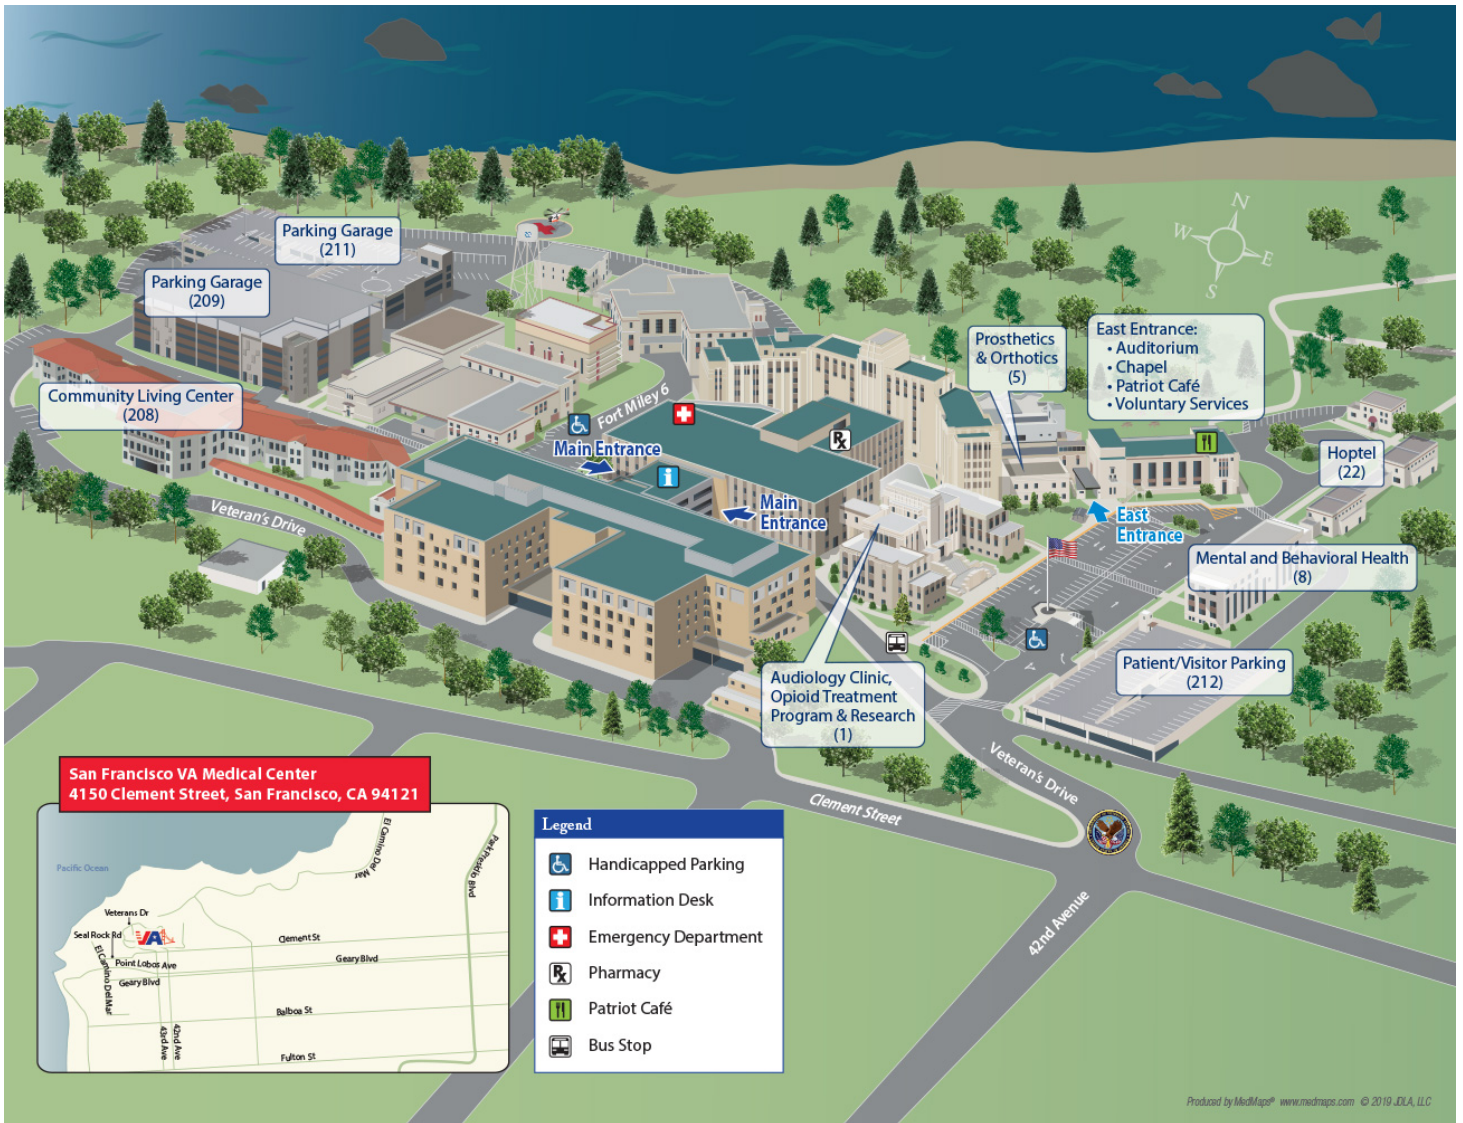 Parking Garage
(211)
Parking Garage
(209)
Community Living Center
(208)
Fort Miley 6
Main Entrance
Main
Entrance
Veteran's Drive
Prosthetics
& Orthotics
(5)
East Entrance:
• Auditorium
• Chapel
• Patriot Café
• Voluntary Services
N
W
E
S
Hoptel
(22)
East
Entrance
Mental and Behavioral Health
(8)
Patient/Visitor Parking
(212)
Audiology Clinic,
Opioid Treatment
Program & Research
(1)
Veteran's Drive
Clement Street
42nd Avenue
San Francisco VA Medical Center
4150 Clement Street, San Francisco, CA 94121
Pacific Ocean
El Camino Del Mar
Park Presidio Blvd
Veterans Dr
Seal Rock Rd
VA
Clement St
Point Lobos Ave
Geary Blvd
Geary Blvd
El Camino Del Mar
Balboa St
43rd Ave
42nd Ave
Fulton St
Legend
Handicapped Parking
i Information Desk
Emergency Department
Rx Pharmacy
Patriot Café
Bus Stop
Produced by MedMaps® www.medmaps.com © 2019 JDLA, LLC